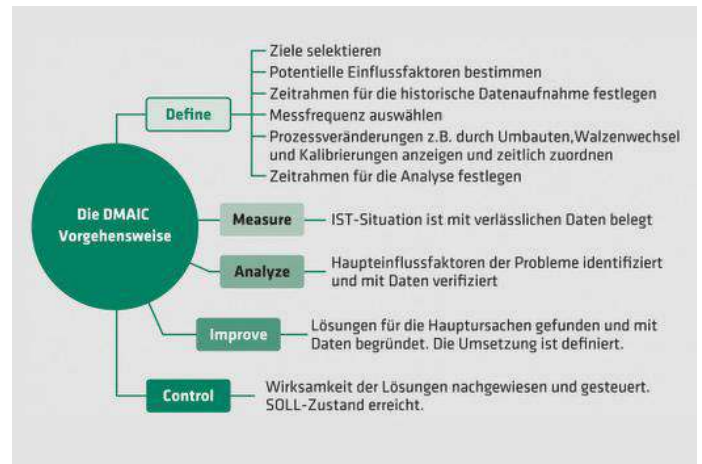 Die DMAIC
Vorgehensweise
Define
Ziele selektieren
Potentielle Einflussfaktoren bestimmen
Zeitrahmen für die historische Datenaufnahme festlegen
Messfrequenz auswählen
Prozessveränderungen z.B. durch Umbauten,Walzenwechsel
und Kalibrierungen anzeigen und zeitlich zuordnen
Zeitrahmen für die Analyse festlegen
Measure
IST-Situation ist mit verlässlichen Daten belegt
Analyze
Haupteinflussfaktoren der Probleme identifiziert
und mit Daten verifiziert
Improve
Lösungen für die Hauptursachen gefunden und mit
Daten begründet. Die Umsetzung ist definiert.
Control
Wirksamkeit der Lösungen nachgewiesen und gesteuert.
SOLL-Zustand erreicht.